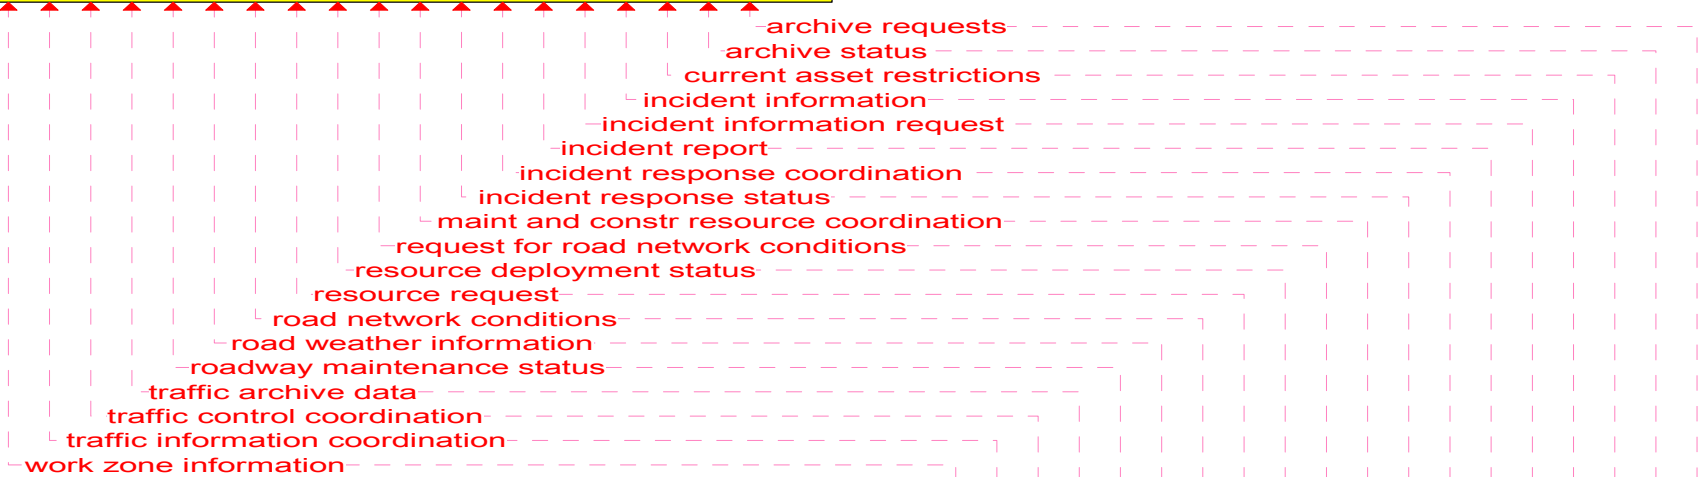 archive requests
archive status
current asset restrictions
incident information
incident information request
incident report
incident response coordination
incident response status
maint and constr resource coordination
request for road network conditions
resource deployment status
resource request
road network conditions
road weather information
roadway maintenance status
traffic archive data
traffic control coordination
traffic information coordination
work zone information